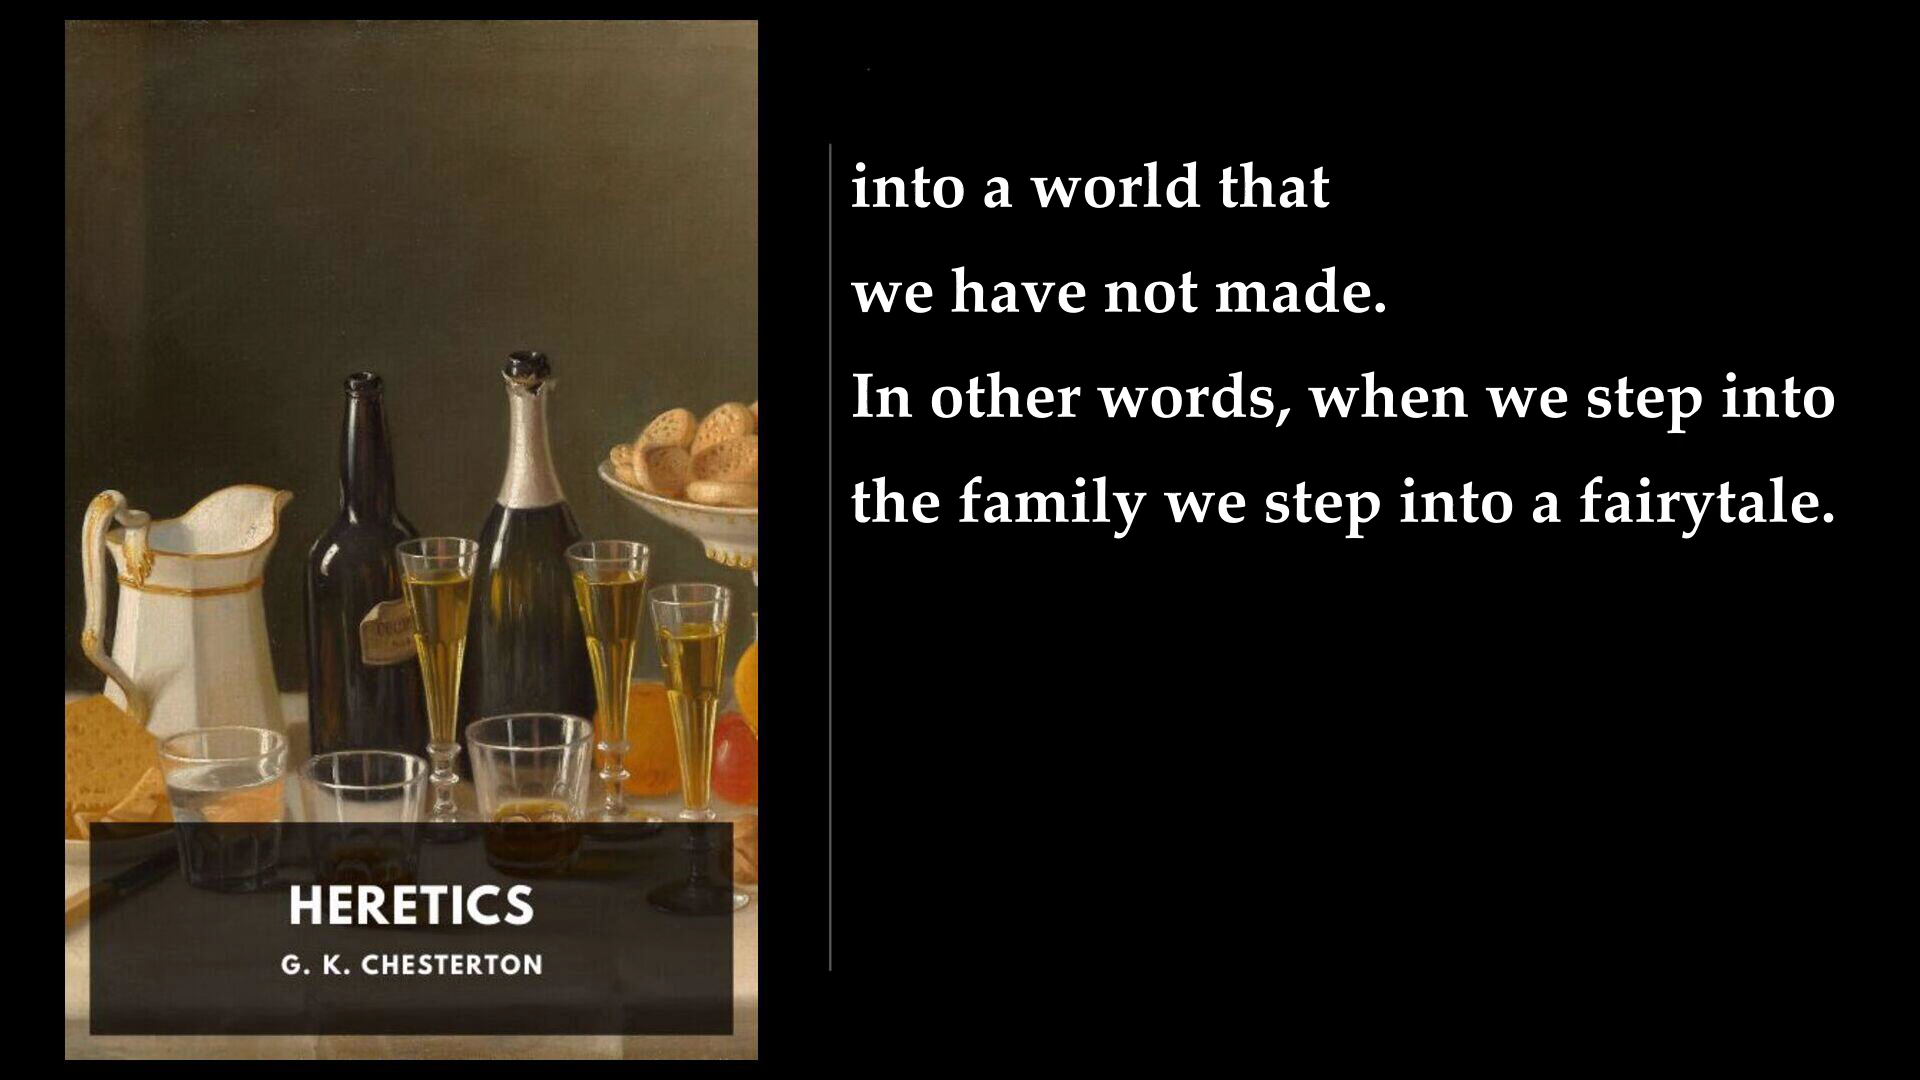 into a world that
we have not made.
In other words, when we step into
the family we step into a fairytale.
HERETICS
G. K. CHESTERTON